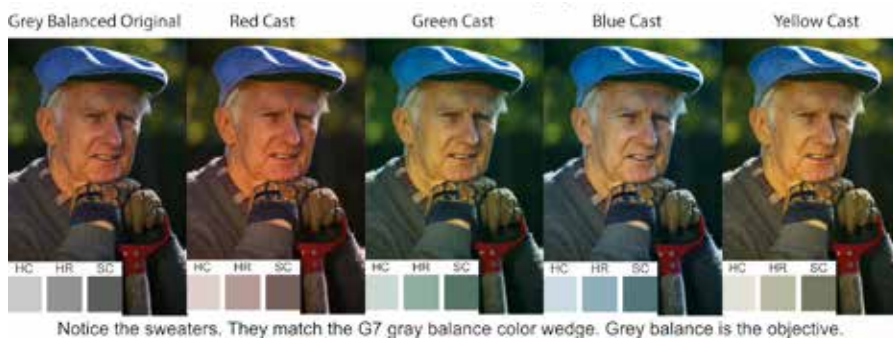 Grey Balanced Original Red Cast Green Cast Blue Cast Yellow Cast
HC HR SC HC HR SC HC HR SC HC HR SC HC HR SC
Notice the sweaters. They match the G7 gray balance color wedge. Grey balance is the objective.